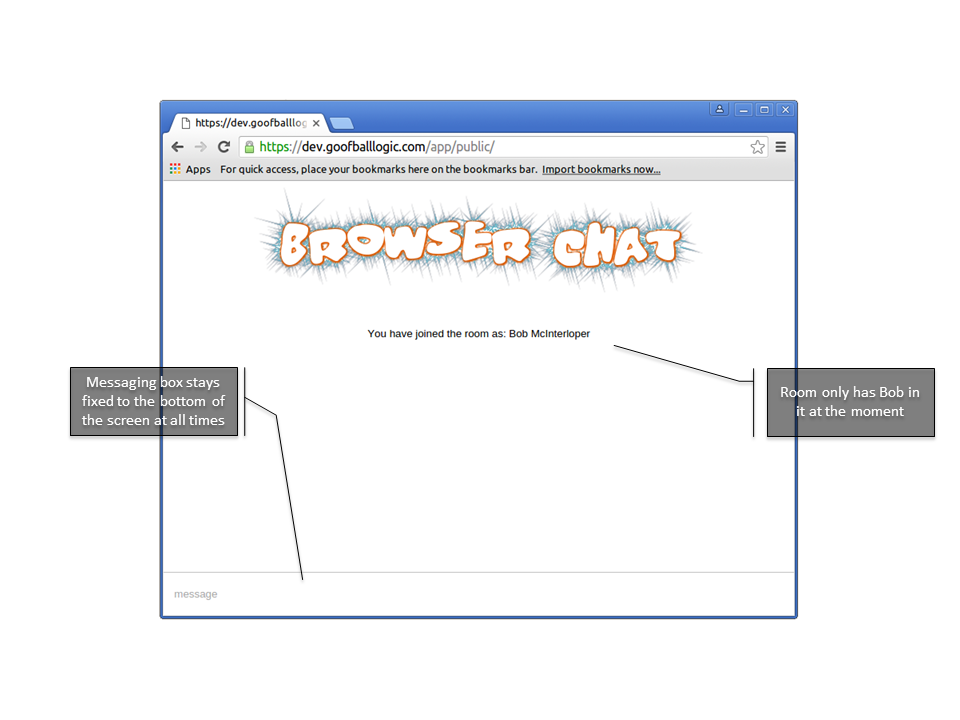 https://dev.goofballlog
https://dev.goofballlogic.com/app/public/
Apps For quick access, place your bookmarks here on the bookmarks bar. Import bookmarks now...
BROWSER CHAT
You have joined the room as: Bob McInterloper
Messaging box stays
fixed to the bottom of
the screen at all times
Room only has Bob in
it at the moment
message